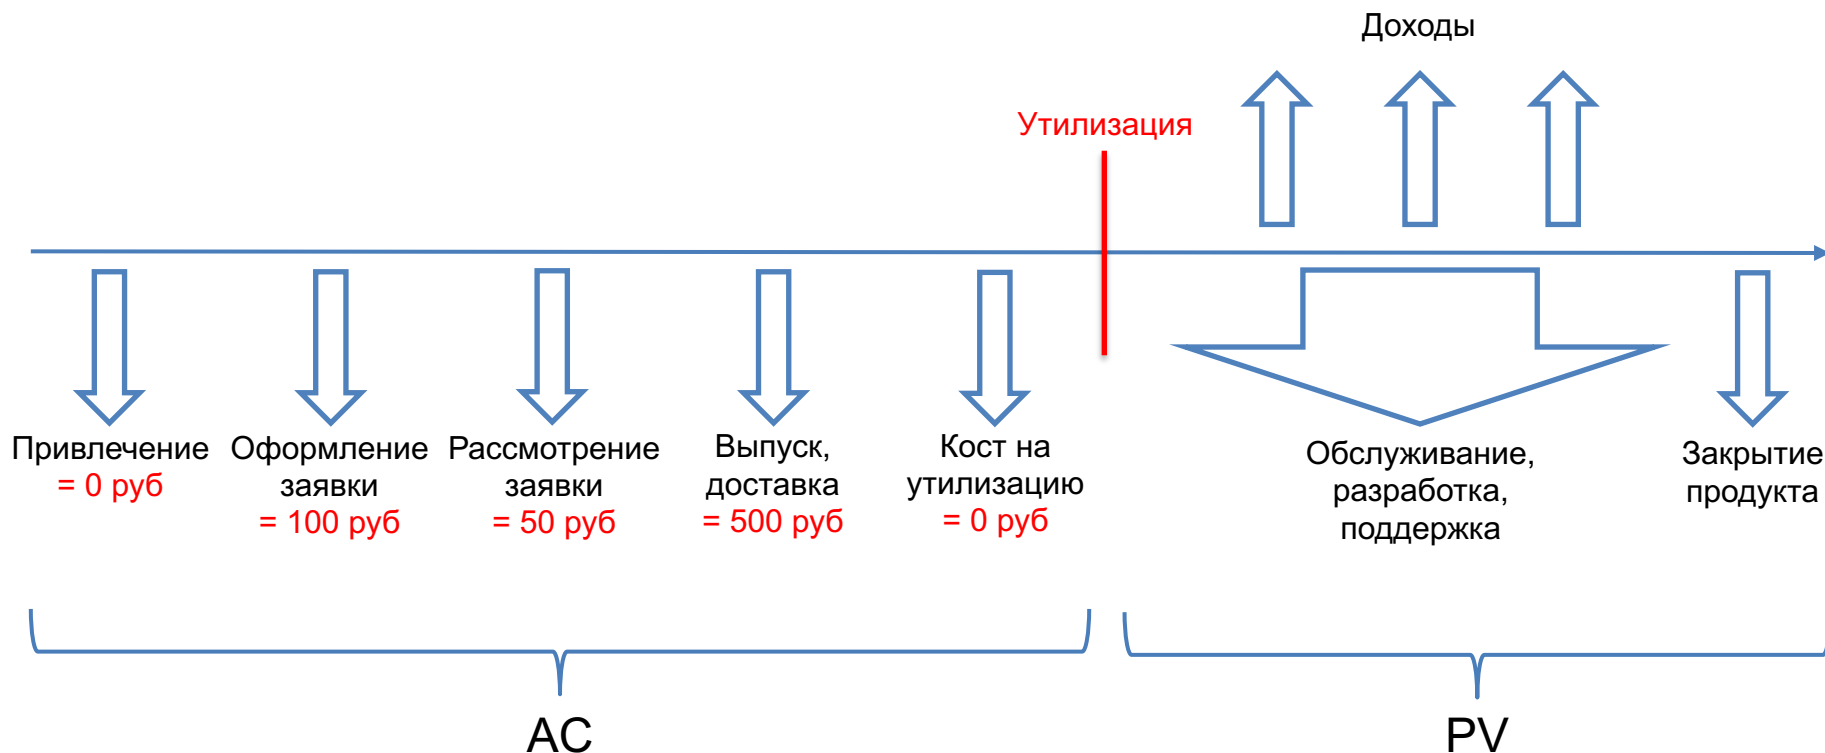 Доходы
Утилизация
Привлечение
= 0 руб
Оформление
заявки
= 100 руб
Рассмотрение
заявки
= 50 руб
Выпуск,
доставка
= 500 руб
Кост на
утилизацию
= 0 руб
Обслуживание,
разработка,
поддержка
Закрытие
продукта
AC
PV